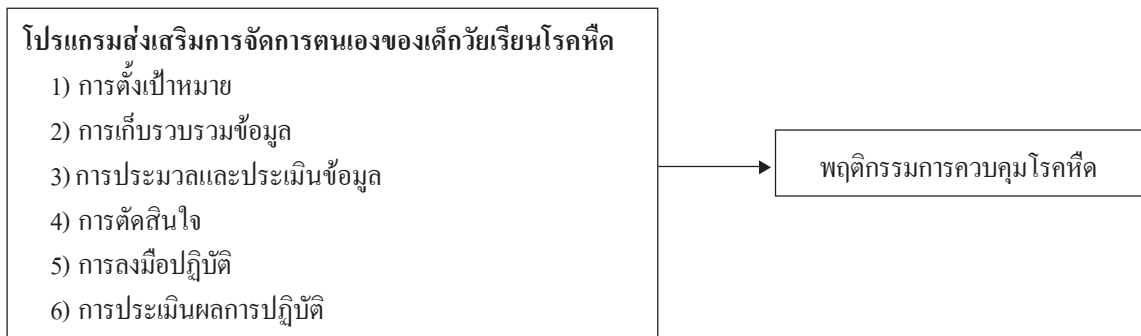 โปรแกรมส่งเสริมการจัดการตนเองของเด็กวัยเรียนโรคหืด
1) การตั้งเป้าหมาย
2) การเก็บรวบรวมข้อมูล
3) การประมวลและประเมินข้อมูล
4) การตัดสินใจ
5) การลงมือปฏิบัติ
6) การประเมินผลการปฏิบัติ
พฤติกรรมการควบคุมโรคหืด